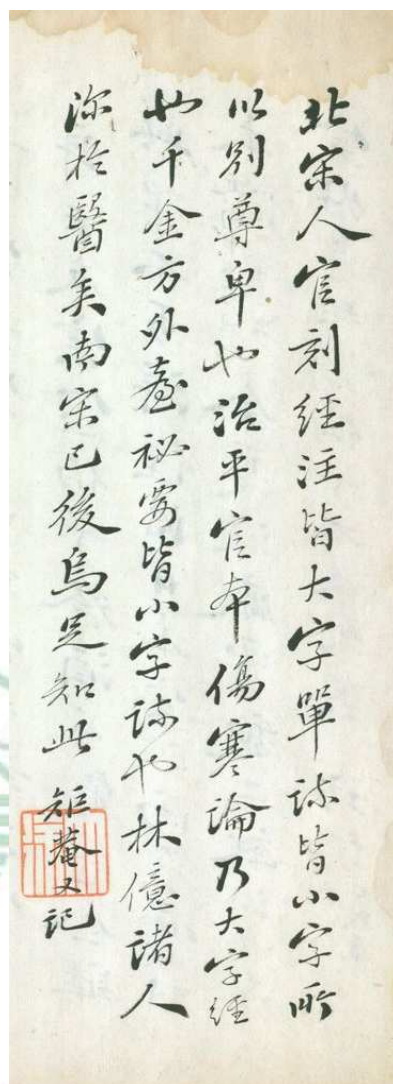 北宋人官刻經注皆大字單疏皆小字所
以別尊卑也治平官本傷寒論乃大字經
也千金方外臺祕要皆小字疏也林億諸人
深於醫矣南宋已後烏足知此 矩菴又記